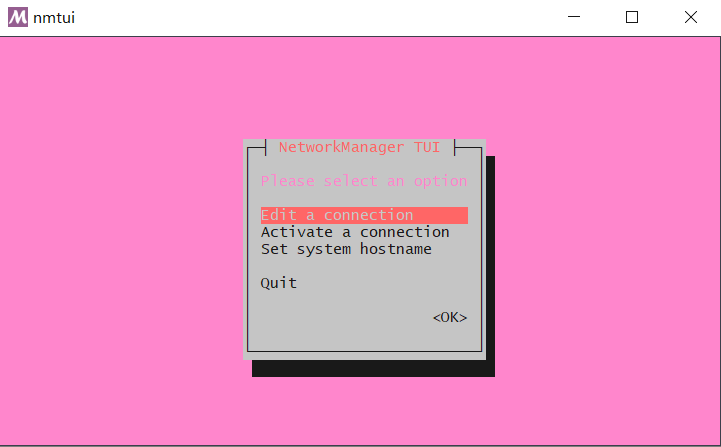 nmtui
NetworkManager TUI
Please select an option
Edit a connection
Activate a connection
Set system hostname
Quit
<OK>